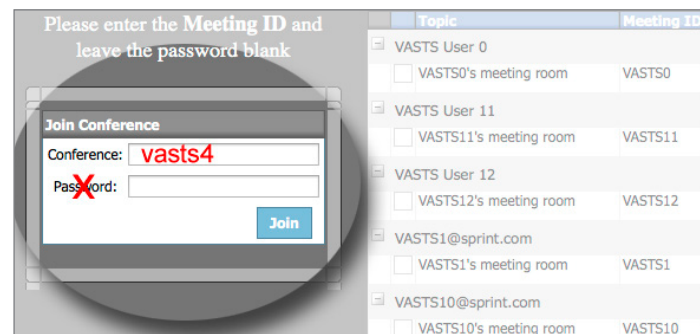 Please enter the Meeting ID and
leave the password blank
Join Conference
Conference: vasts4
Password:
X
Join
Topic Meeting ID
VASTS User 0
VASTS0's meeting room VASTS0
VASTS User 11
VASTS11's meeting room VASTS11
VASTS User 12
VASTS12's meeting room VASTS12
VASTS1@sprint.com
VASTS1's meeting room VASTS1
VASTS10@sprint.com
VASTS10's meeting room VASTS10